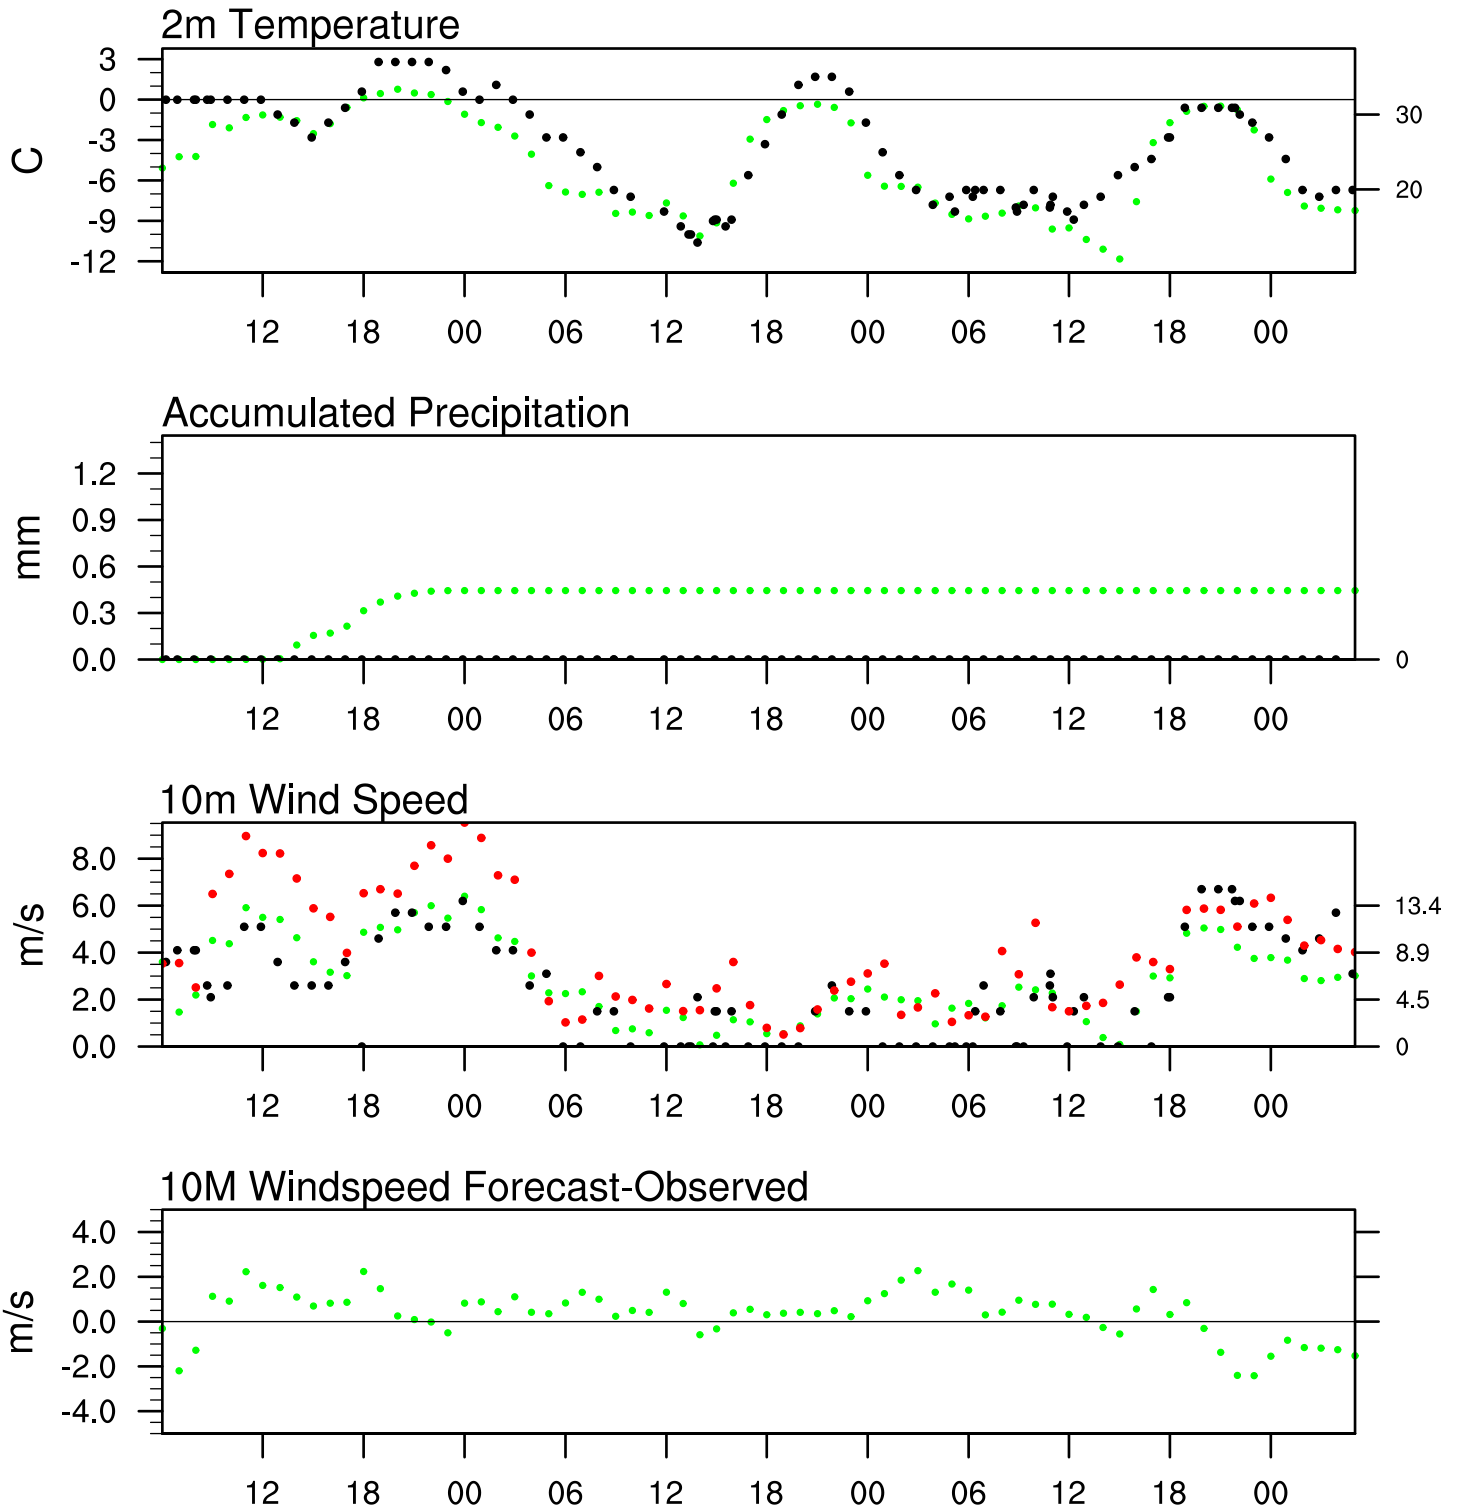 2m Temperature
3
0
-3
-6
-9
-12
C
30
20
12 18 00 06 12 18 00 06 12 18 00
Accumulated Precipitation
1.2
0.9
0.6
0.3
0.0
mm
0
12 18 00 06 12 18 00 06 12 18 00
10m Wind Speed
8.0
6.0
4.0
2.0
0.0
m/s
13.4
8.9
4.5
0
12 18 00 06 12 18 00 06 12 18 00
10M Windspeed Forecast-Observed
4.0
2.0
0.0
-2.0
-4.0
m/s
12 18 00 06 12 18 00 06 12 18 00